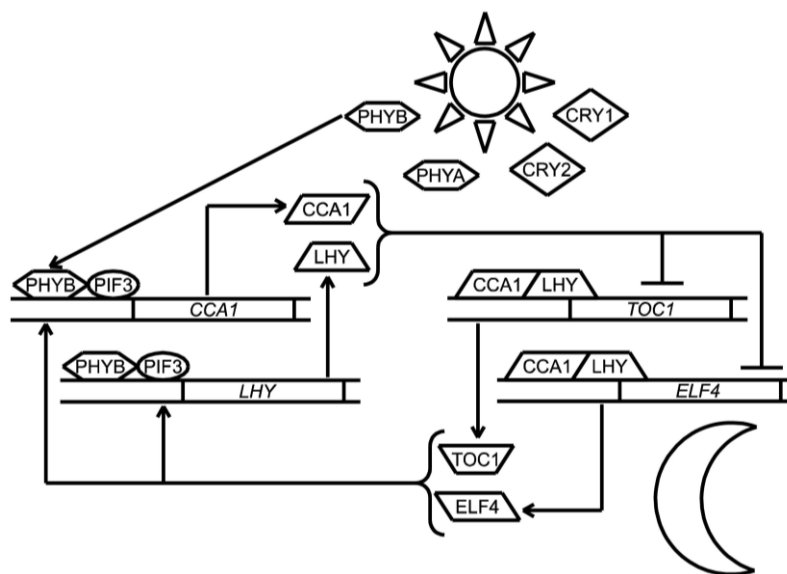 PHYB
CRY1
PHYA
CRY2
CCA1
LHY
PHYB PIF3
CCA1
CCA1 LHY
TOC1
PHYB PIF3
LHY
CCA1 LHY
ELF4
TOC1
ELF4